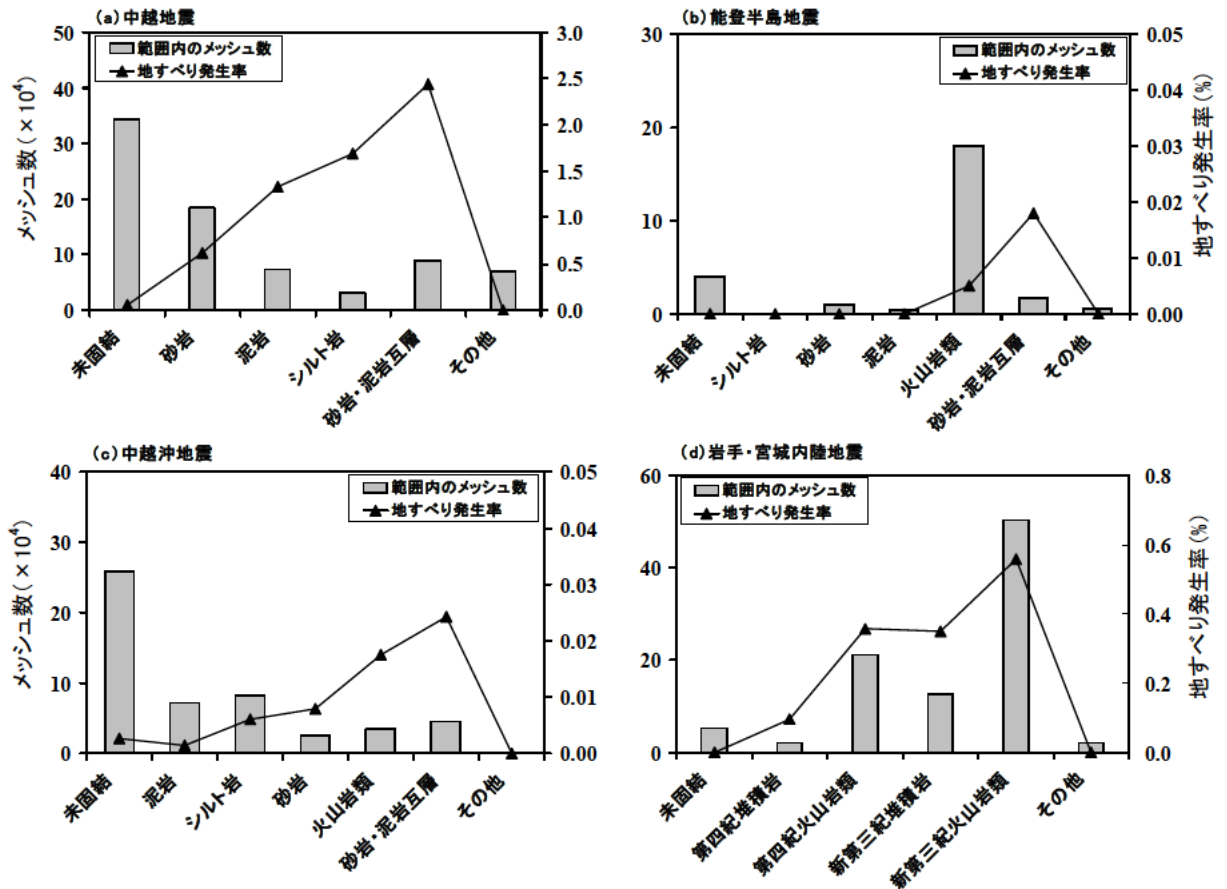 (a)中越地震
50
40
30
20
10
0
メッシュ数(×10⁴)
範囲内のメッシュ数
地すべり発生率
3.0
2.5
2.0
1.5
1.0
0.5
0.0
未固結
砂岩
泥岩
シルト岩
砂岩・泥岩互層
その他
(b)能登半島地震
30
20
10
0
範囲内のメッシュ数
地すべり発生率
0.05
0.04
0.03
0.02
0.01
0.00
地すべり発生率(%)
未固結
シルト岩
砂岩
泥岩
火山岩類
砂岩・泥岩互層
その他
(c)中越沖地震
40
30
20
10
0
メッシュ数(×10⁴)
範囲内のメッシュ数
地すべり発生率
0.05
0.04
0.03
0.02
0.01
0.00
未固結
泥岩
シルト岩
砂岩
火山岩類
砂岩・泥岩互層
その他
(d)岩手・宮城内陸地震
60
40
20
0
範囲内のメッシュ数
地すべり発生率
0.8
0.6
0.4
0.2
0.0
地すべり発生率(%)
未固結
第四紀堆積岩
第四紀火山岩類
新第三紀堆積岩
新第三紀火山岩類
その他